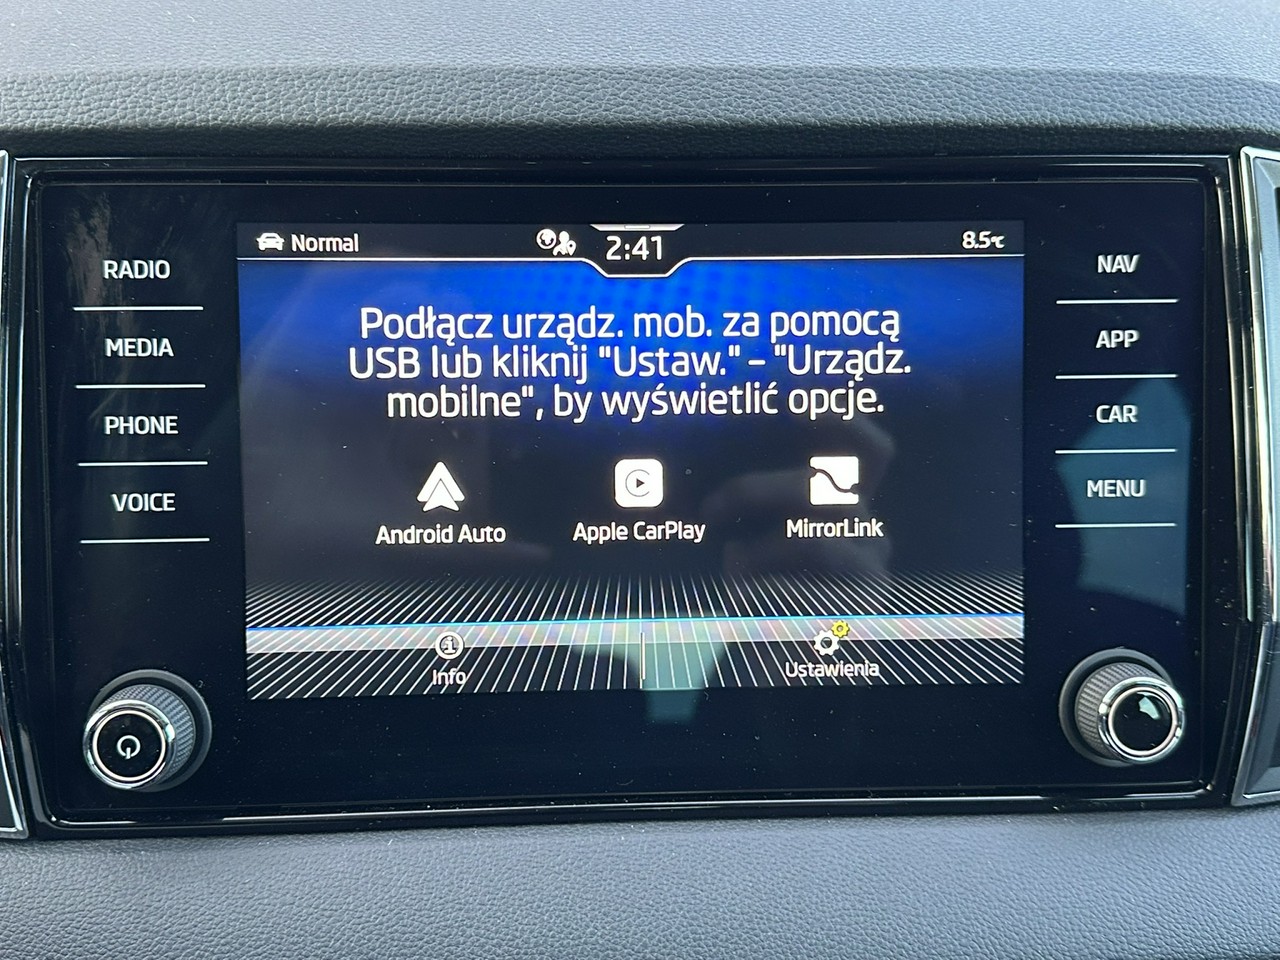 Normal
2:41
8.5°C
RADIO
MEDIA
PHONE
VOICE
Podłącz urządz. mob. za pomocą
USB lub kliknij "Ustaw." – "Urządz.
mobilne", by wyświetlić opcje.
Android Auto
Apple CarPlay
MirrorLink
Info
Ustawienia
NAV
APP
CAR
MENU